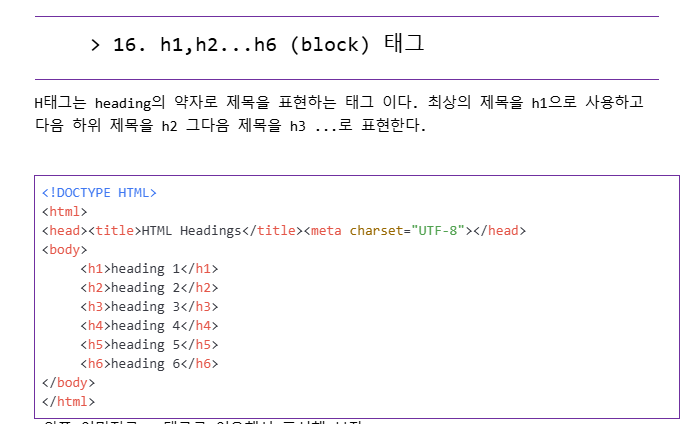 > 16. h1,h2...h6 (block) 태그
H태그는 heading의 약자로 제목을 표현하는 태그 이다. 최상의 제목을 h1으로 사용하고
다음 하위 제목을 h2 그다음 제목을 h3 ...로 표현한다.
<!DOCTYPE HTML>
<html>
<head><title>HTML Headings</title><meta charset="UTF-8"></head>
<body>
<h1>heading 1</h1>
<h2>heading 2</h2>
<h3>heading 3</h3>
<h4>heading 4</h4>
<h5>heading 5</h5>
<h6>heading 6</h6>
</body>
</html>